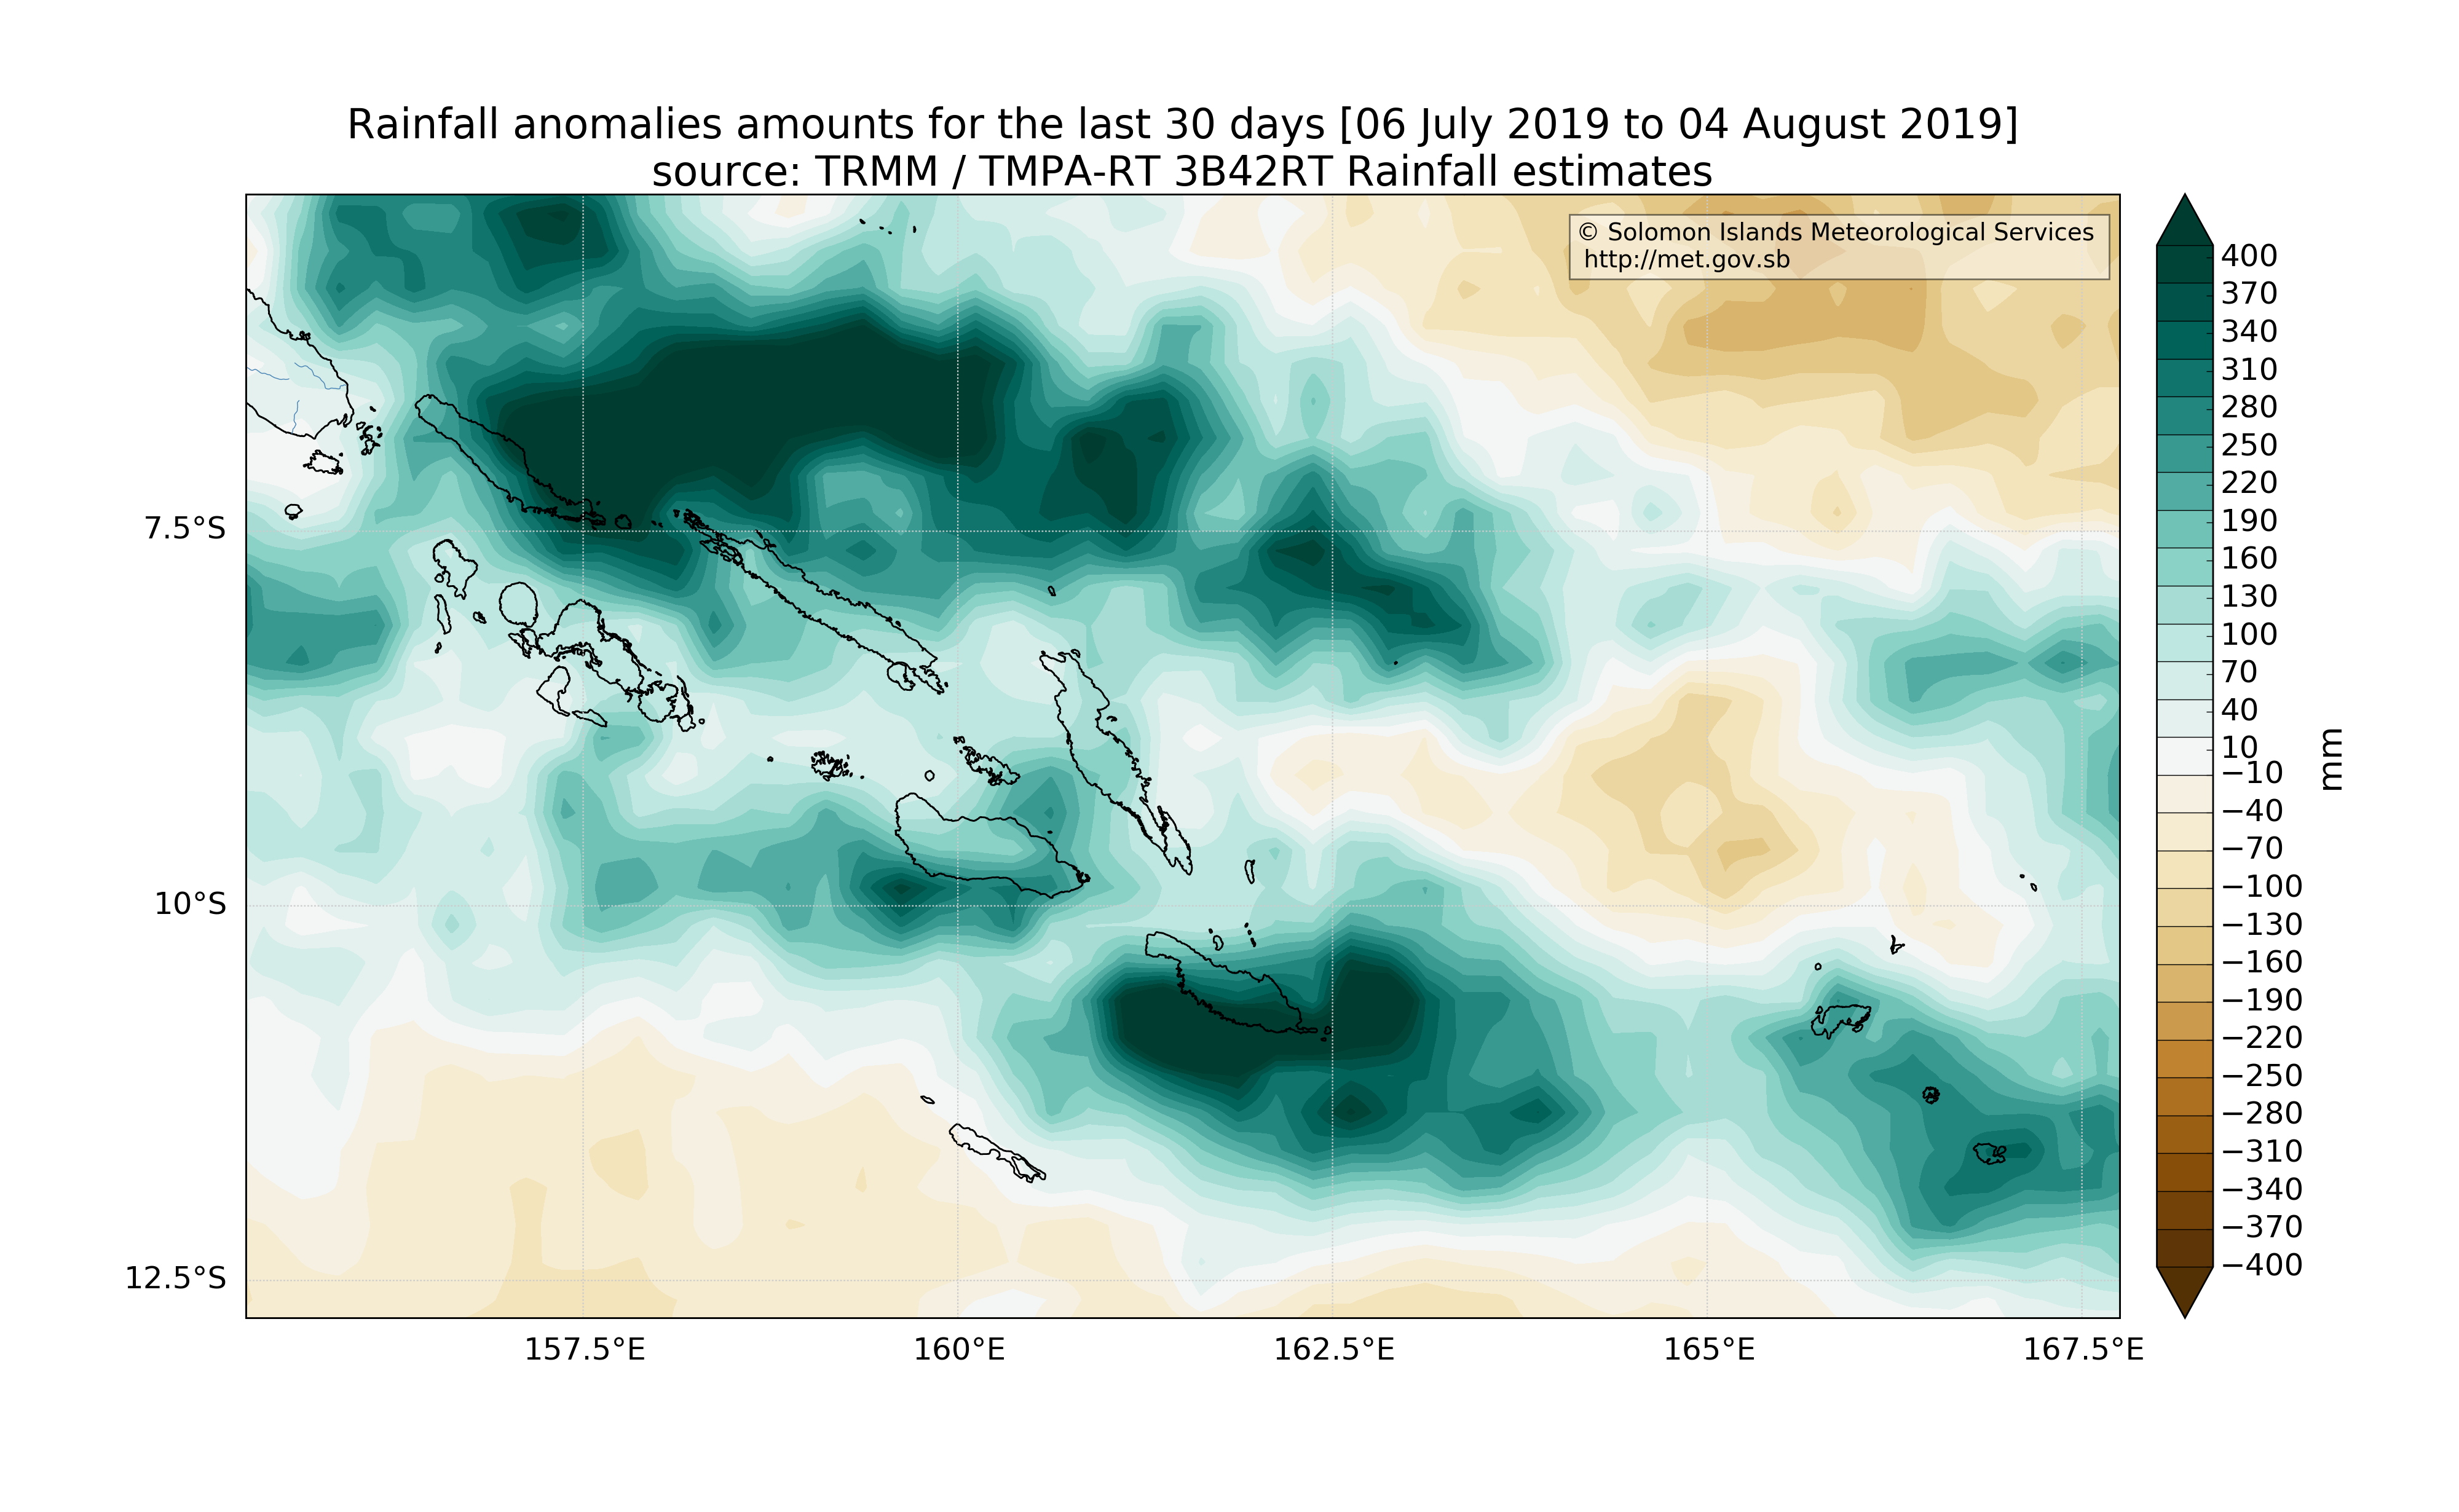 Rainfall anomalies amounts for the last 30 days [06 July 2019 to 04 August 2019]
source: TRMM / TMPA-RT 3B42RT Rainfall estimates
© Solomon Islands Meteorological Services
http://met.gov.sb
7.5°S
10°S
12.5°S
157.5°E
160°E
162.5°E
165°E
167.5°E
400
370
340
310
280
250
220
190
160
130
100
70
40
10
−10
−40
−70
−100
−130
−160
−190
−220
−250
−280
−310
−340
−370
−400
mm